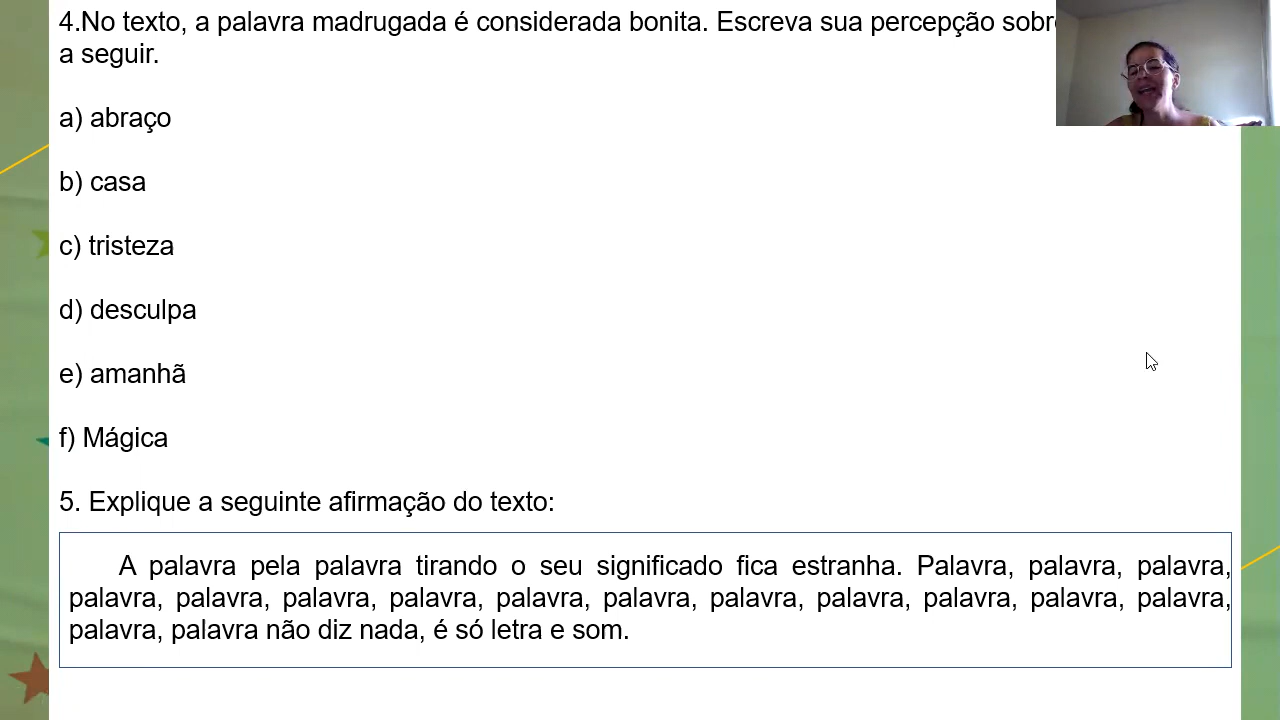 4.No texto, a palavra madrugada é considerada bonita. Escreva sua percepção sobre
a seguir.
a) abraço
b) casa
c) tristeza
d) desculpa
e) amanhã
f) Mágica
5. Explique a seguinte afirmação do texto:
A palavra pela palavra tirando o seu significado fica estranha. Palavra, palavra, palavra,
palavra, palavra, palavra, palavra, palavra, palavra, palavra, palavra, palavra, palavra, palavra,
palavra, palavra não diz nada, é só letra e som.